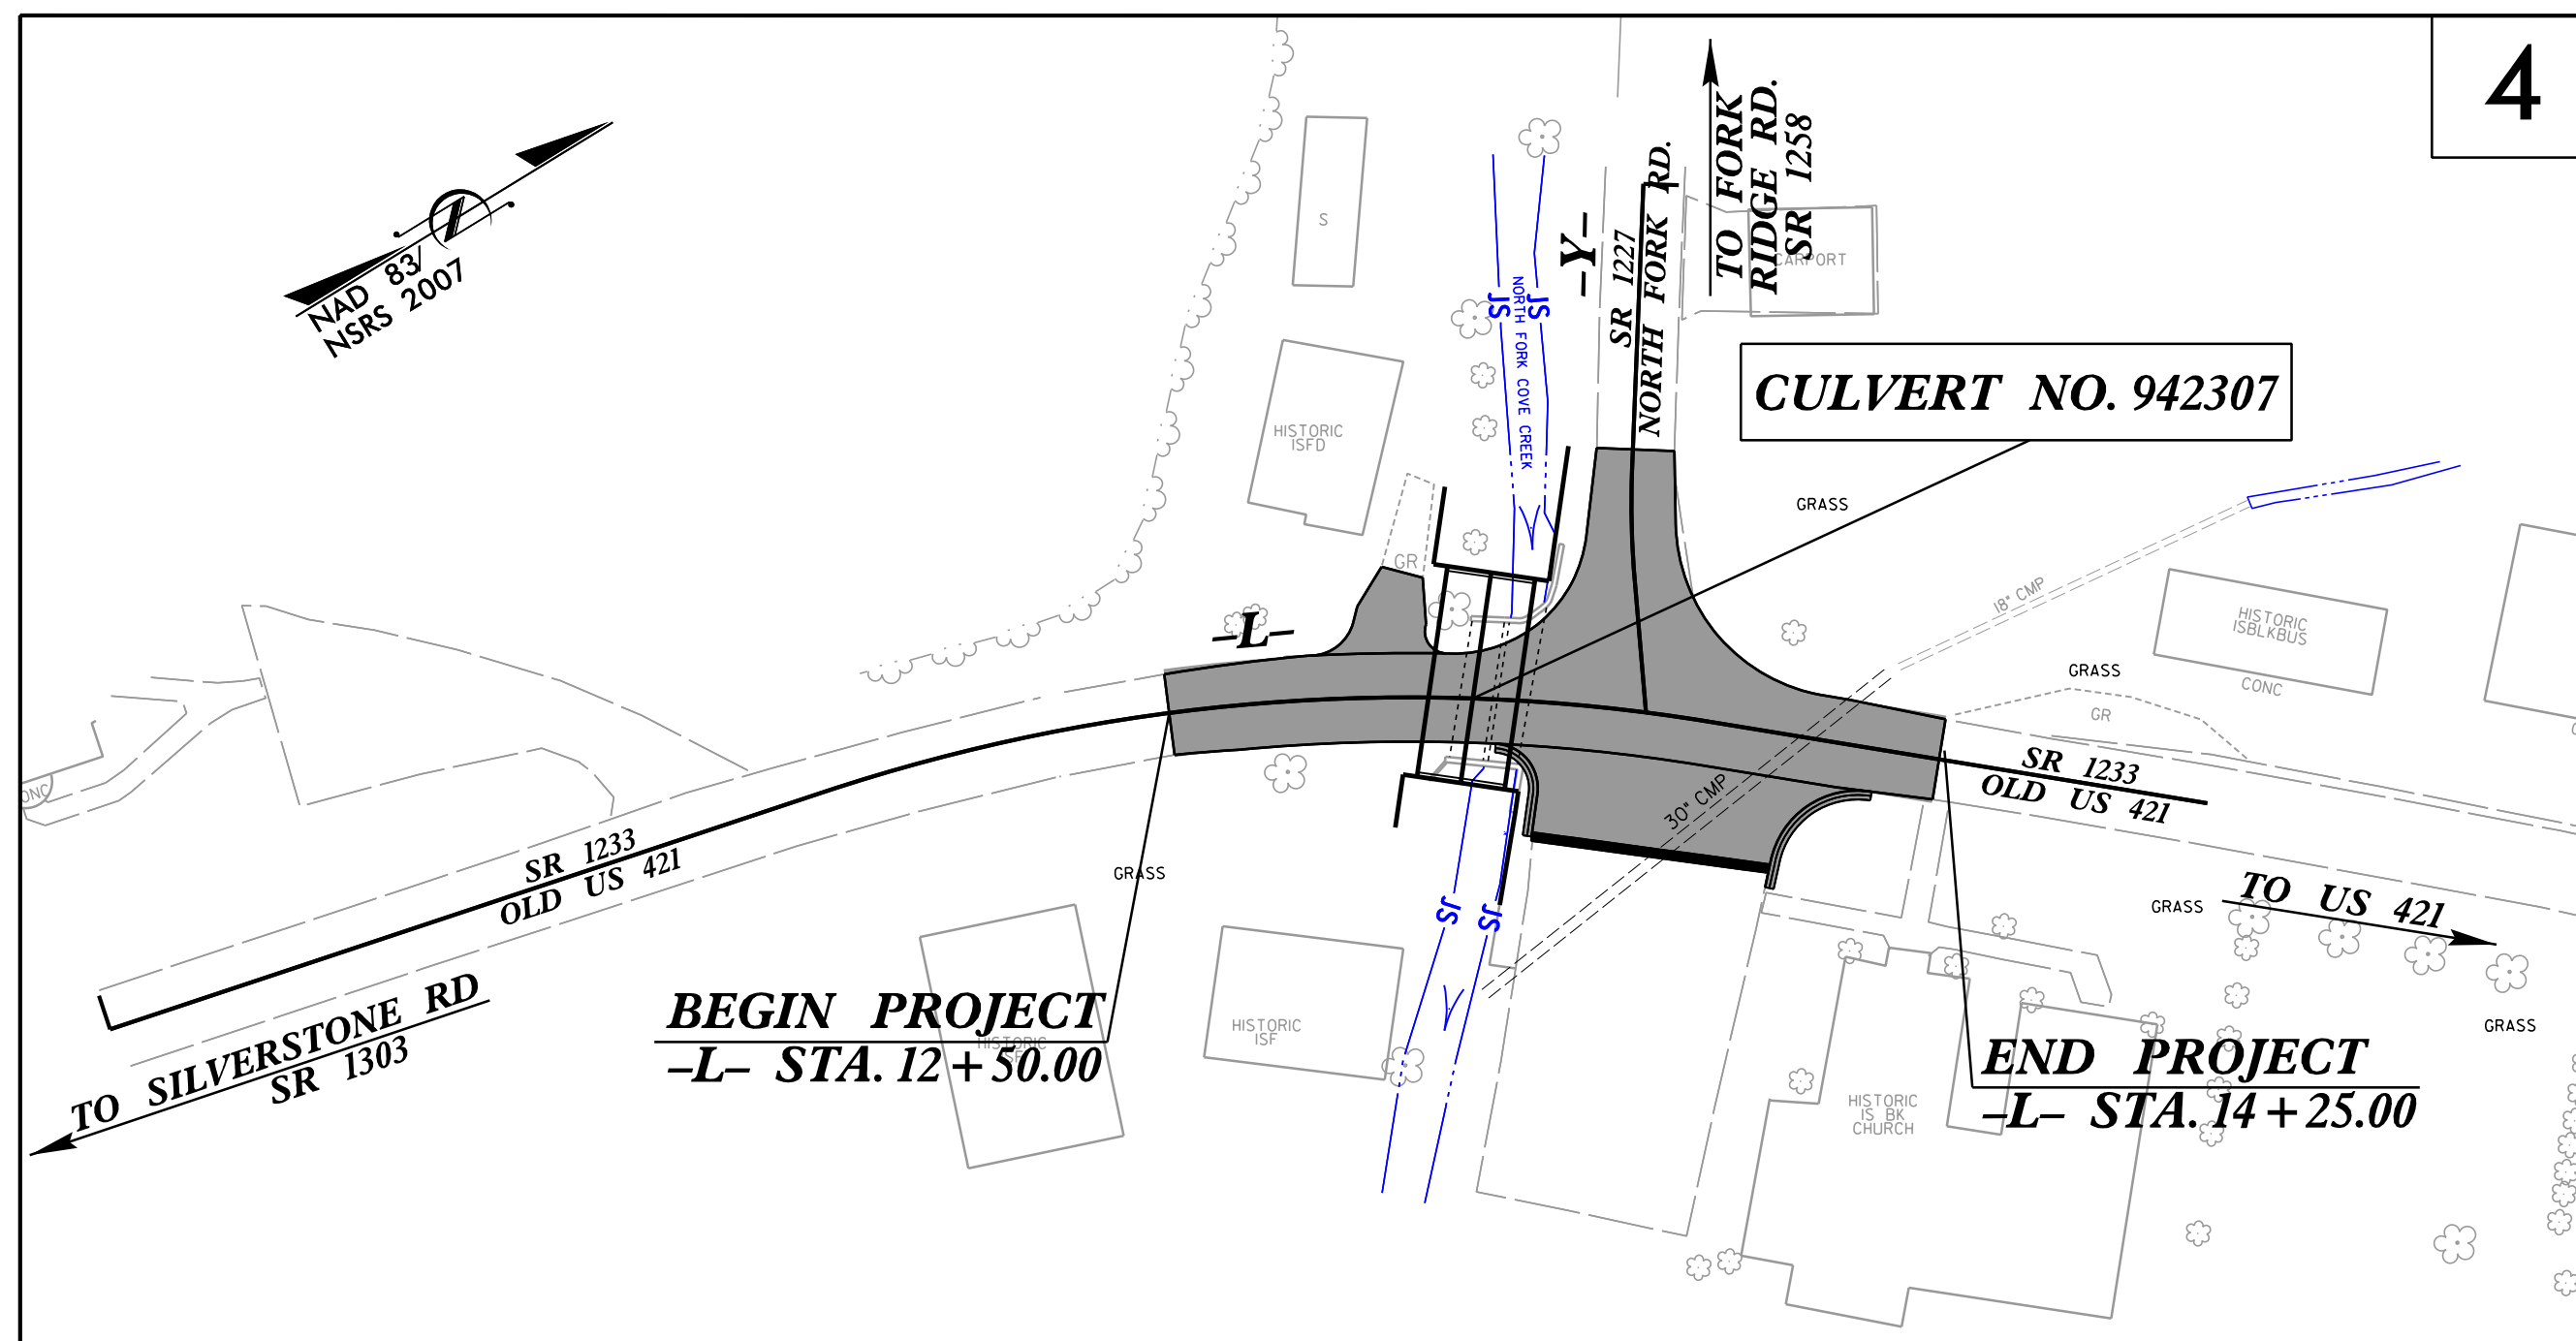 4
TO FORK
RIDGE RD.
SR 1258
NAD 83/
NSRS 2007
S
-Y-
SR 1227
NORTH FORK RD.
CARPORT
JS
JS
NORTH FORK COVE CREEK
CULVERT NO. 942307
HISTORIC
ISFD
GRASS
GR
18" CMP
HISTORIC
ISBLKBUS
-L-
GRASS
CONC
GR
SR 1233
OLD US 421
30" CMP
SR 1233
OLD US 421
GRASS
TO US 421
GRASS
JS
JS
TO SILVERSTONE RD
SR 1303
BEGIN PROJECT
-L- STA. 12+50.00
HISTORIC
ISF
GRASS
END PROJECT
-L- STA. 14+25.00
HISTORIC
IS BK
CHURCH